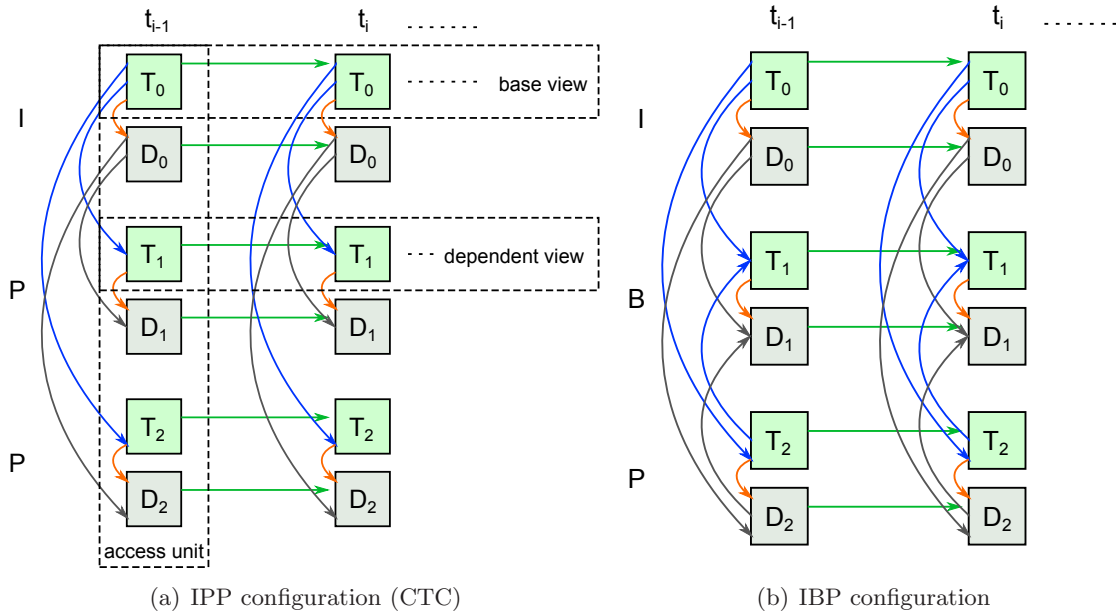 t_{i-1} t_i ........
T_0 T_0 ........ base view
I
D_0 D_0
T_1 T_1 .... dependent view
P
D_1 D_1
T_2 T_2
P
D_2 D_2
access unit
(a) IPP configuration (CTC)
t_{i-1} t_i ........
T_0 T_0
I
D_0 D_0
T_1 T_1
B
D_1 D_1
T_2 T_2
P
D_2 D_2
(b) IBP configuration